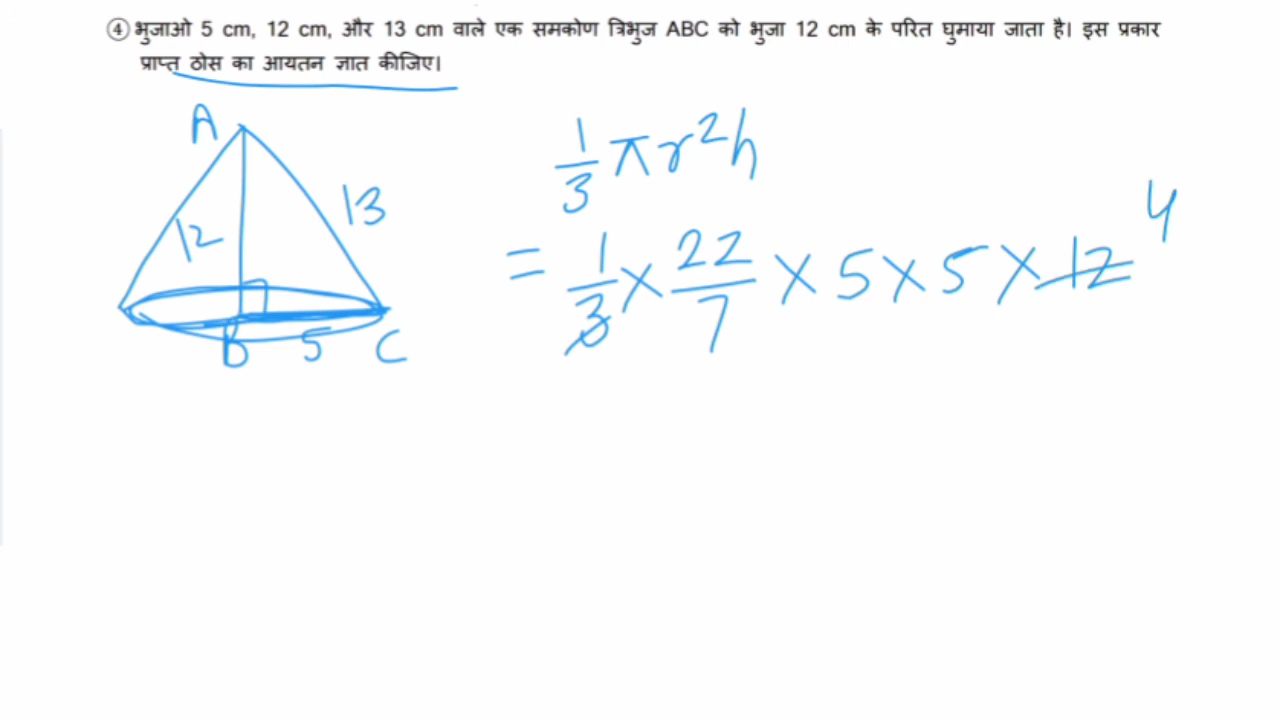 ④ भुजाओ 5 cm, 12 cm, और 13 cm वाले एक समकोण त्रिभुज ABC को भुजा 12 cm के परित घुमाया जाता है। इस प्रकार
प्राप्त ठोस का आयतन ज्ञात कीजिए।
A
12
13
B 5 C
1/3 πr²h
= 1/3 × 22/7 × 5 × 5 × 12 4